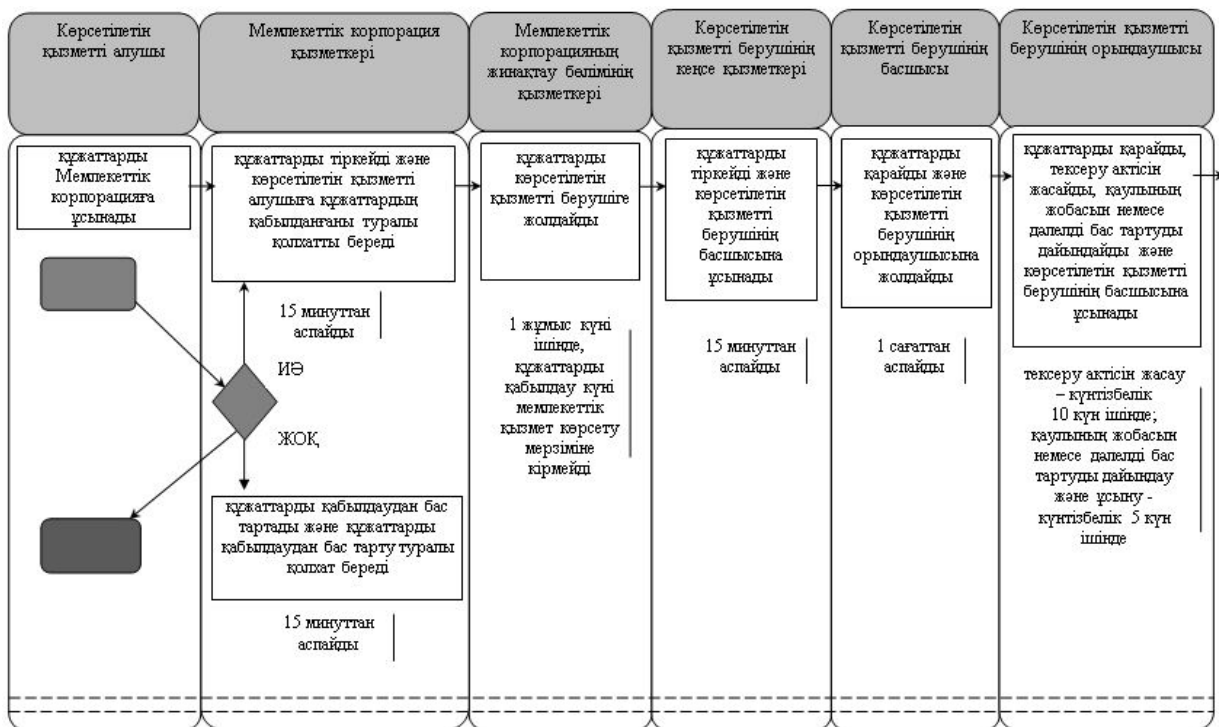 Көрсетілетін
қызметті алушы
Мемлекеттік корпорация
қызметкері
Мемлекеттік
корпорацияның
жинақтау бөлімінің
қызметкері
Көрсетілетін
қызметті берушінің
кеңсе қызметкері
Көрсетілетін
қызметті берушінің
басшысы
Көрсетілетін қызметті
берушінің орындаушысы
құжаттарды
Мемлекеттік
корпорацияға
ұсынады
құжаттарды тіркейді және
көрсетілетін қызметті
алушыға құжаттардың
қабылданғаны туралы
қолхатты береді
15 минуттан
аспайды
ИӘ
ЖОҚ
құжаттарды қабылдаудан бас
тартады және құжаттарды
қабылдаудан бас тарту туралы
қолхат береді
15 минуттан
аспайды
құжаттарды
көрсетілетін
қызметті берушіге
жолдайды
1 жұмыс күні
ішінде,
құжаттарды
қабылдау күні
мемлекеттік
қызмет көрсету
мерзіміне
кірмейді
құжаттарды
тіркейді және
көрсетілетін
қызметті
берушінің
басшысына
ұсынады
15 минуттан
аспайды
құжаттарды
қарайды және
көрсетілетін
қызметті
берушінің
орындаушысына
жолдайды
1 сағаттан
аспайды
құжаттарды қарайды,
тексеру актісін
жасайды, қаулының
жобасын немесе
дәлелді бас тартуды
дайындайды және
көрсетілетін қызметті
берушінің басшысына
ұсынады
тексеру актісін жасау
– күнтізбелік
10 күн ішінде;
қаулының жобасын
немесе дәлелді бас
тартуды дайындау
және ұсыну -
күнтізбелік 5 күн
ішінде